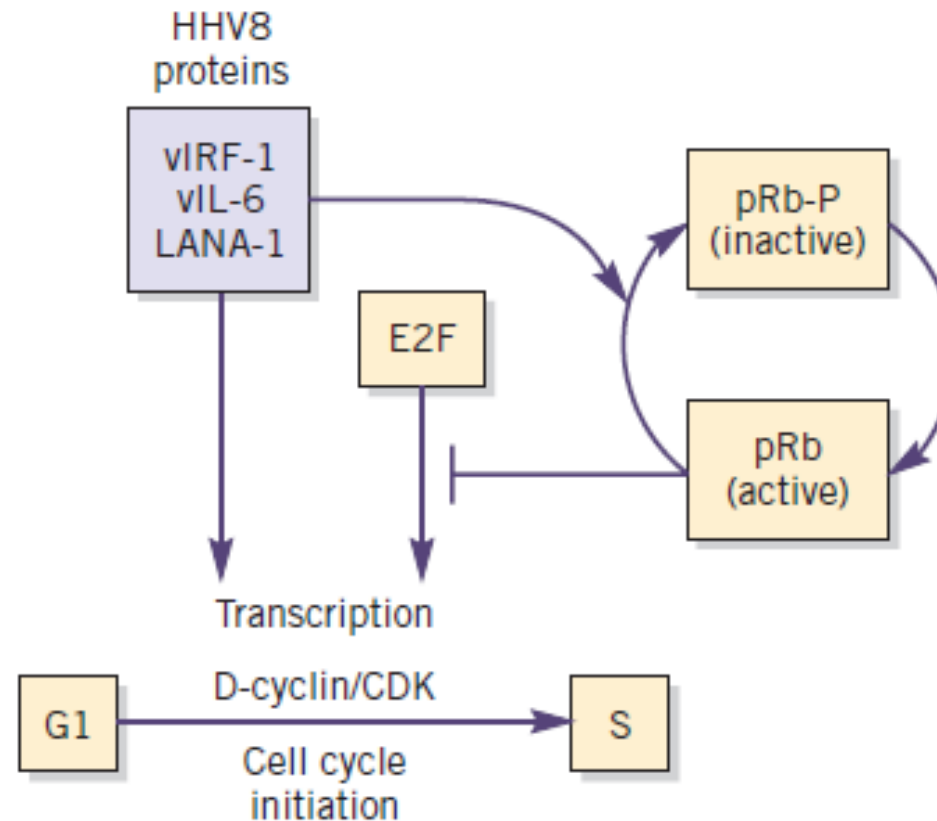 HHV8
proteins
vIRF-1
vIL-6
LANA-1
pRb-P
(inactive)
E2F
pRb
(active)
Transcription
D-cyclin/CDK
G1
S
Cell cycle
initiation